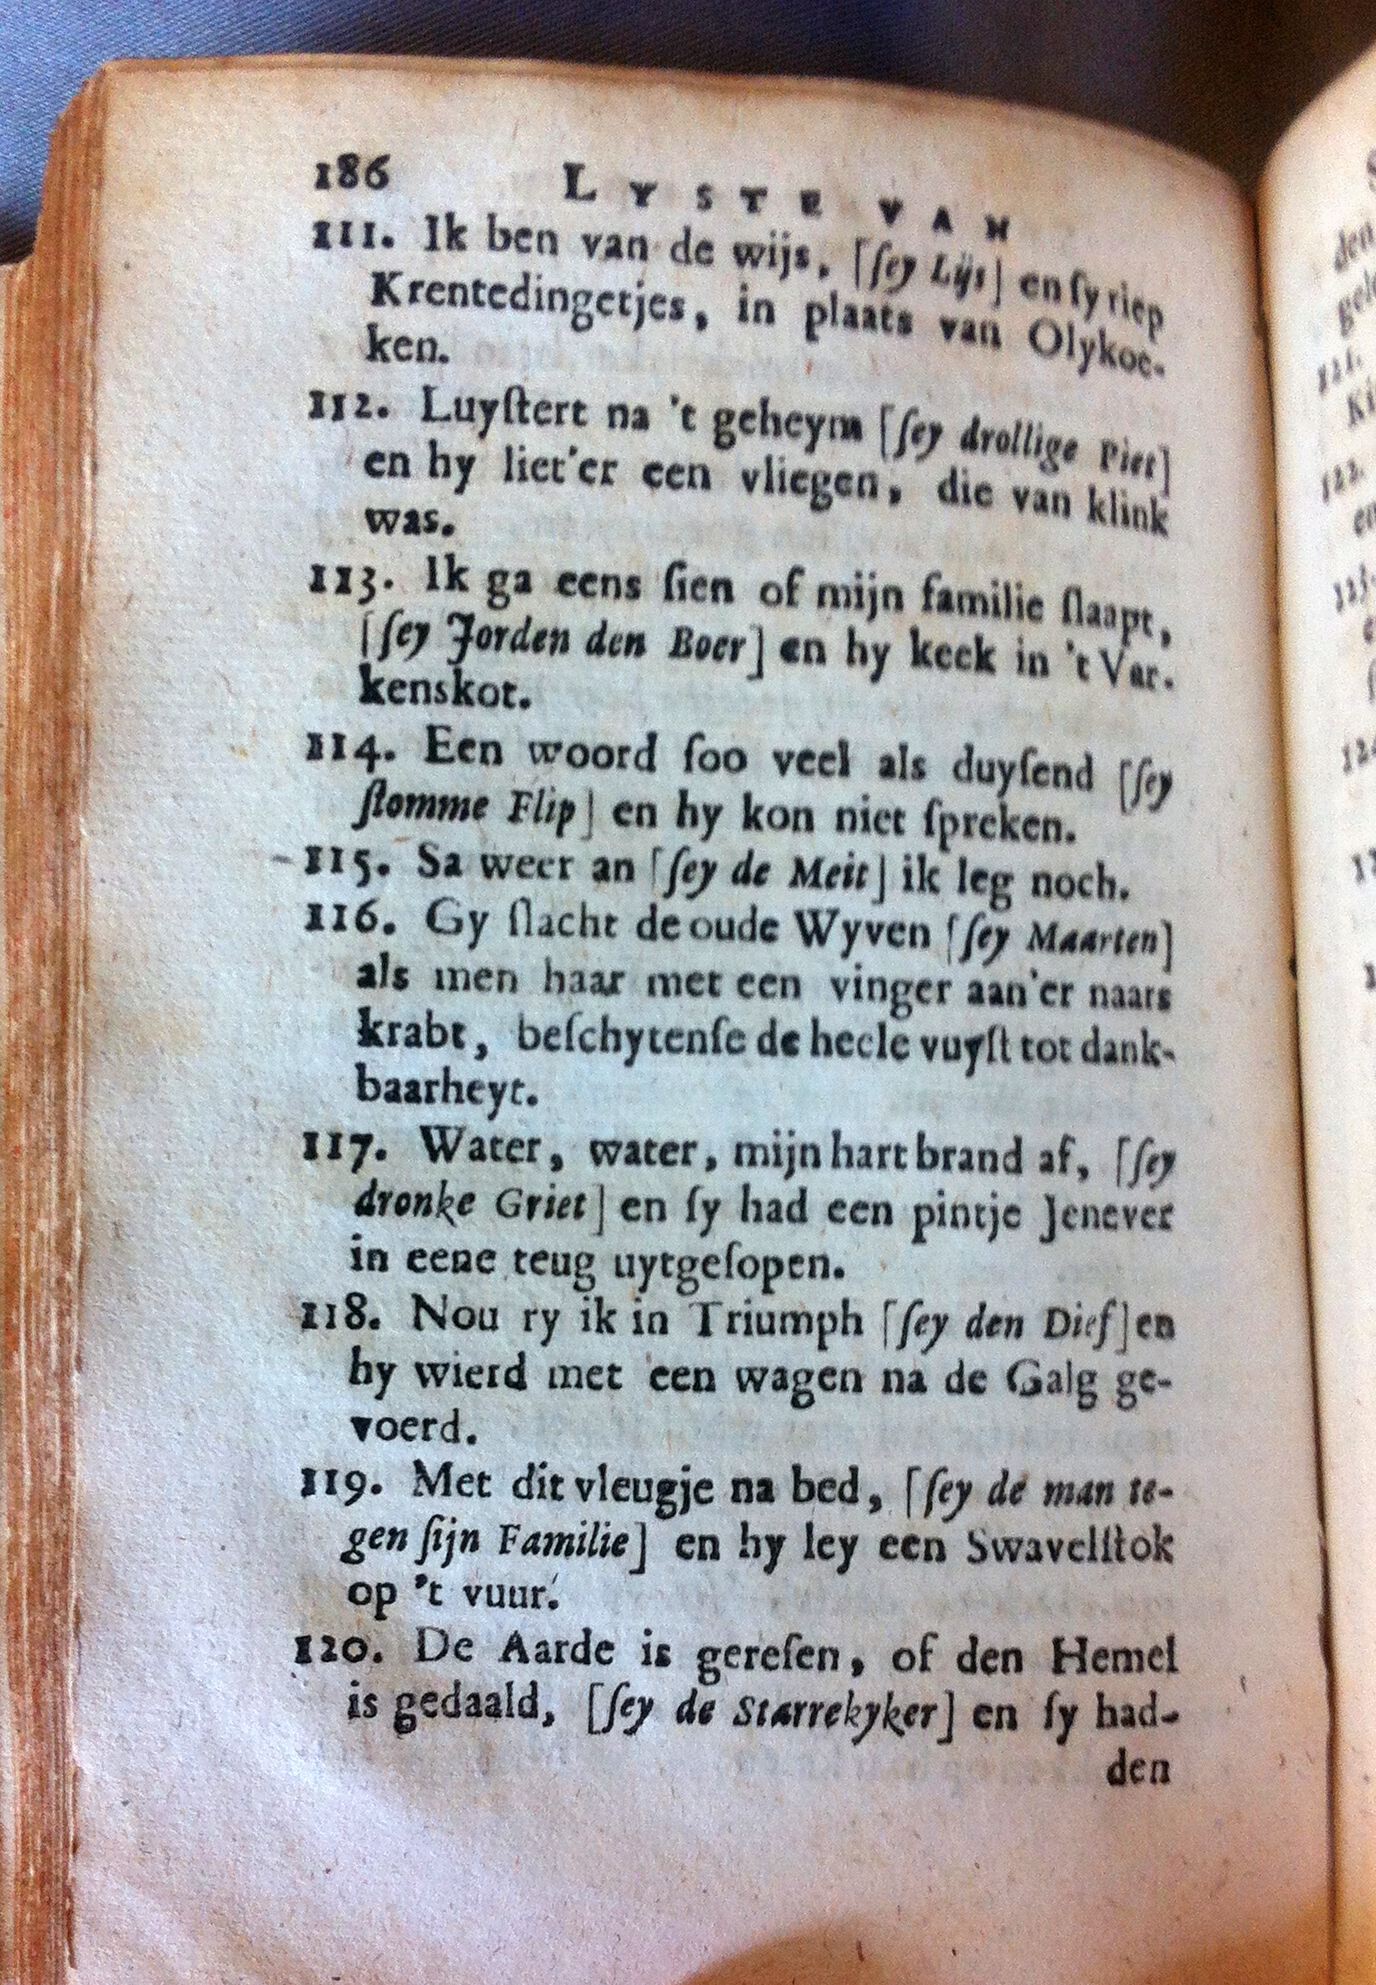 186 LYSTE VAN
111. Ik ben van de wijs, [ſey Lijs] en ſy riep
Krentedingetjes, in plaats van Olykoe-
ken.
112. Luyſtert na 't geheym [ſey drollige Piet]
en hy liet'er een vliegen, die van klink
was.
113. Ik ga eens ſien of mijn familie ſlaapt,
[ſey Jorden den Boer] en hy keek in 't Var-
kenskot.
114. Een woord ſoo veel als duyſend [ſey
ſtomme Flip] en hy kon niet ſpreken.
115. Sa weer an [ſey de Meit] ik leg noch.
116. Gy ſlacht de oude Wyven [ſey Maarten]
als men haar met een vinger aan'er naars
krabt, beſchytenſe de heele vuyſt tot dank-
baarheyt.
117. Water, water, mijn hart brand af, [ſey
dronke Griet] en ſy had een pintje Jenever
in eene teug uytgeſopen.
118. Nou ry ik in Triumph [ſey den Dief] en
hy wierd met een wagen na de Galg ge-
voerd.
119. Met dit vleugje na bed, [ſey de man te-
gen ſijn Familie] en hy ley een Swavelſtok
op 't vuur.
120. De Aarde is gereſen, of den Hemel
is gedaald, [ſey de Starrekyker] en ſy had-
den
den
121.
122.